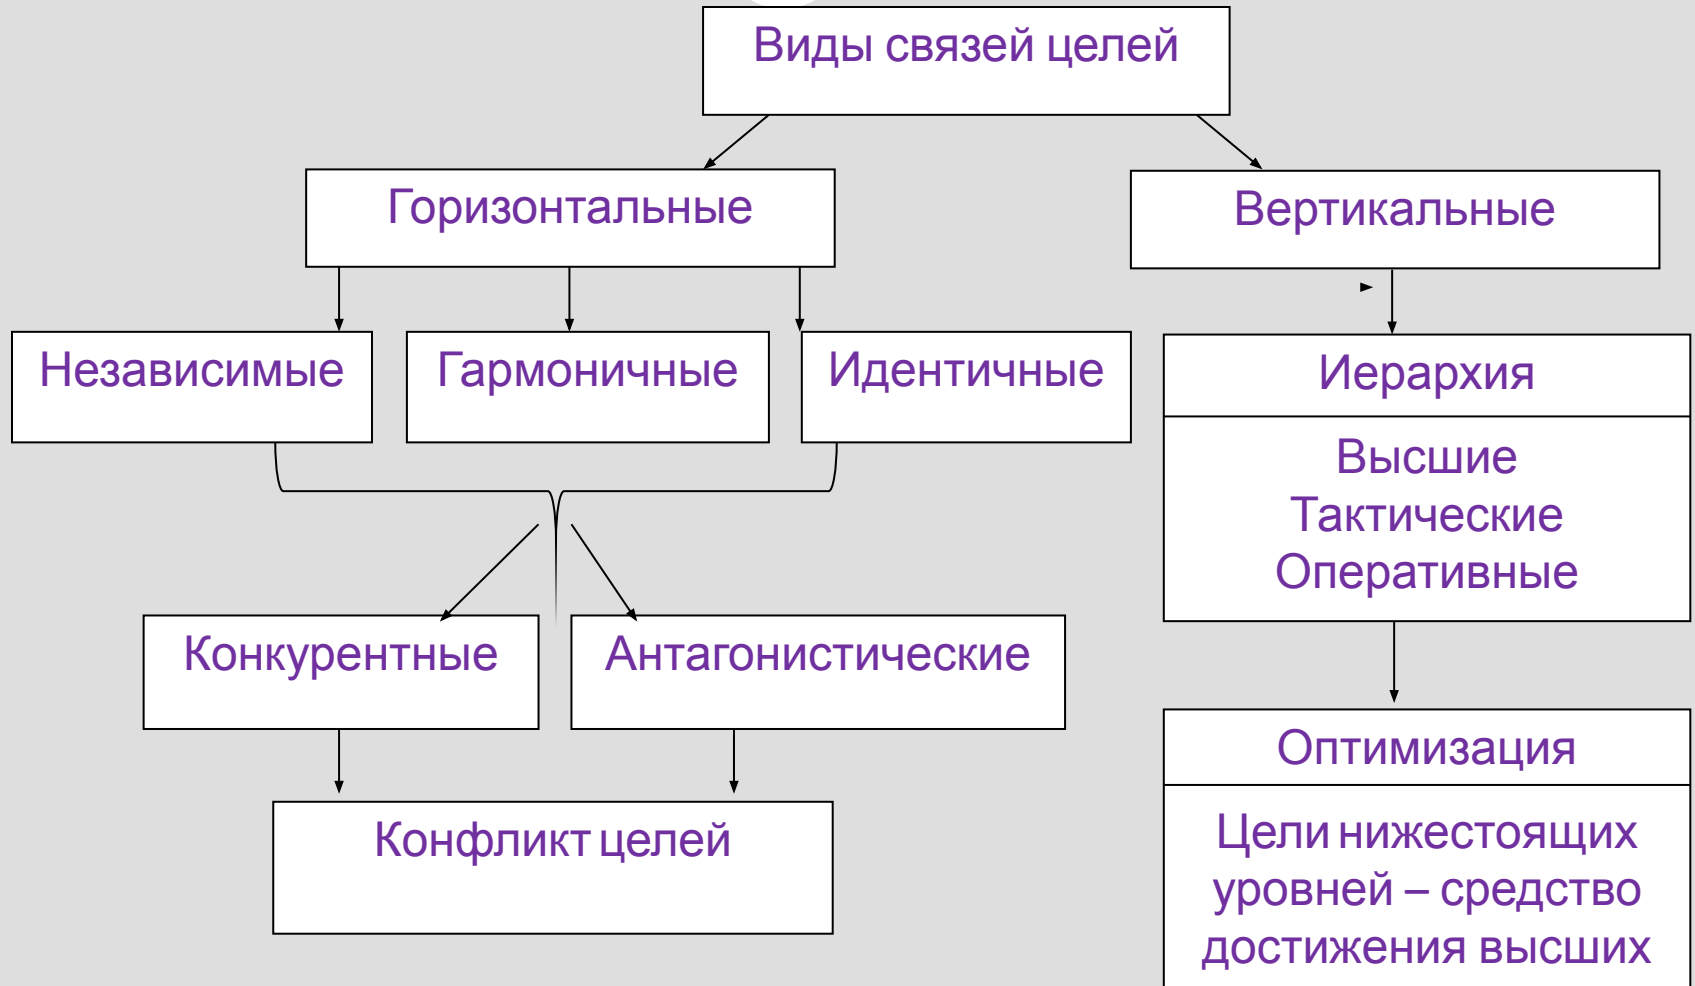 Виды связей целей
Горизонтальные
Вертикальные
Независимые
Гармоничные
Идентичные
Иерархия
Высшие
Тактические
Оперативные
Конкурентные
Антагонистические
Оптимизация
Конфликт целей
Цели нижестоящих
уровней – средство
достижения высших